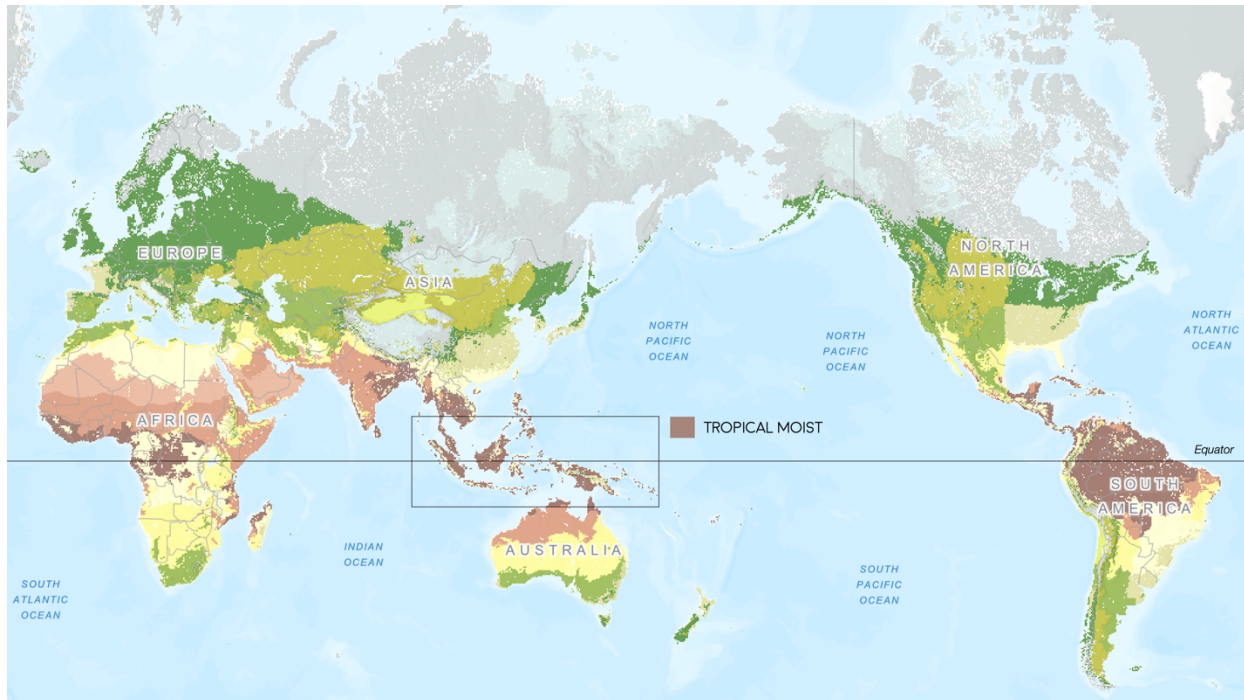 EUROPE
ASIA
NORTH
AMERICA
NORTH
PACIFIC
OCEAN
NORTH
PACIFIC
OCEAN
NORTH
ATLANTIC
OCEAN
AFRICA
TROPICAL MOIST
Equator
SOUTH
AMERICA
AUSTRALIA
INDIAN
OCEAN
SOUTH
ATLANTIC
OCEAN
SOUTH
PACIFIC
OCEAN